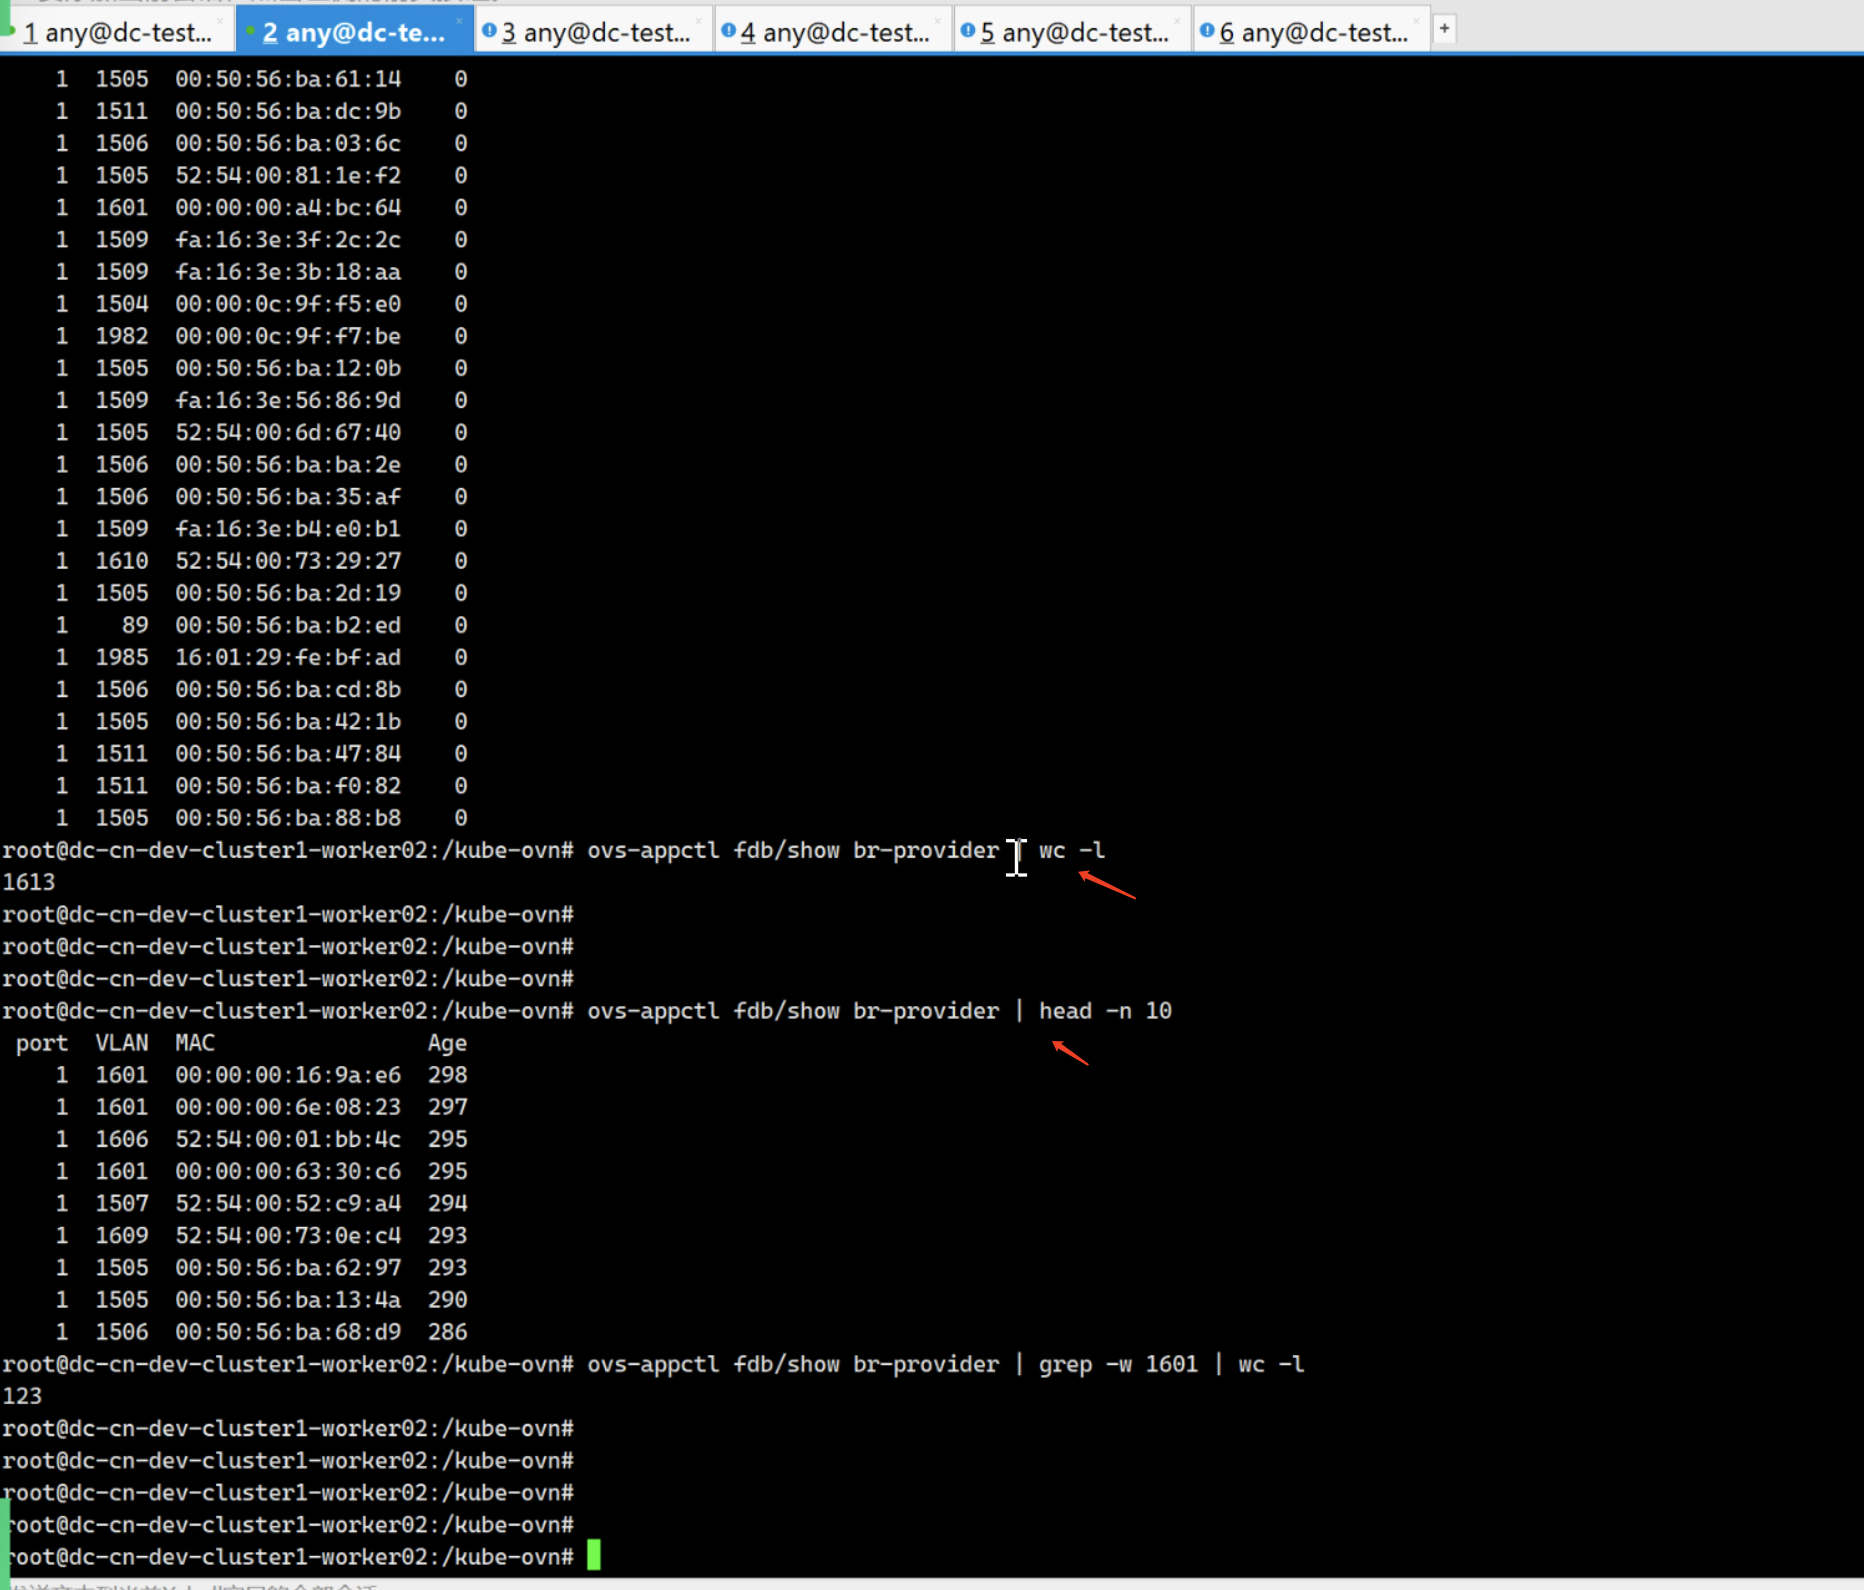 1 any@dc-test... 2 any@dc-te... 3 any@dc-test... 4 any@dc-test... 5 any@dc-test... 6 any@dc-test... +
1 1505 00:50:56:ba:61:14 0
1 1511 00:50:56:ba:dc:9b 0
1 1506 00:50:56:ba:03:6c 0
1 1505 52:54:00:81:1e:f2 0
1 1601 00:00:00:a4:bc:64 0
1 1509 fa:16:3e:3f:2c:2c 0
1 1509 fa:16:3e:3b:18:aa 0
1 1504 00:00:0c:9f:f5:e0 0
1 1982 00:00:0c:9f:f7:be 0
1 1505 00:50:56:ba:12:0b 0
1 1509 fa:16:3e:56:86:9d 0
1 1505 52:54:00:6d:67:40 0
1 1506 00:50:56:ba:ba:2e 0
1 1506 00:50:56:ba:35:af 0
1 1509 fa:16:3e:b4:e0:b1 0
1 1610 52:54:00:73:29:27 0
1 1505 00:50:56:ba:2d:19 0
1 89 00:50:56:ba:b2:ed 0
1 1985 16:01:29:fe:bf:ad 0
1 1506 00:50:56:ba:cd:8b 0
1 1505 00:50:56:ba:42:1b 0
1 1511 00:50:56:ba:47:84 0
1 1511 00:50:56:ba:f0:82 0
1 1505 00:50:56:ba:88:b8 0
root@dc-cn-dev-cluster1-worker02:/kube-ovn# ovs-appctl fdb/show br-provider | wc -l
1613
root@dc-cn-dev-cluster1-worker02:/kube-ovn#
root@dc-cn-dev-cluster1-worker02:/kube-ovn#
root@dc-cn-dev-cluster1-worker02:/kube-ovn#
root@dc-cn-dev-cluster1-worker02:/kube-ovn# ovs-appctl fdb/show br-provider | head -n 10
port VLAN MAC Age
1 1601 00:00:00:16:9a:e6 298
1 1601 00:00:00:6e:08:23 297
1 1606 52:54:00:01:bb:4c 295
1 1601 00:00:00:63:30:c6 295
1 1507 52:54:00:52:c9:a4 294
1 1609 52:54:00:73:0e:c4 293
1 1505 00:50:56:ba:62:97 293
1 1505 00:50:56:ba:13:4a 290
1 1506 00:50:56:ba:68:d9 286
root@dc-cn-dev-cluster1-worker02:/kube-ovn# ovs-appctl fdb/show br-provider | grep -w 1601 | wc -l
123
root@dc-cn-dev-cluster1-worker02:/kube-ovn#
root@dc-cn-dev-cluster1-worker02:/kube-ovn#
root@dc-cn-dev-cluster1-worker02:/kube-ovn#
root@dc-cn-dev-cluster1-worker02:/kube-ovn#
root@dc-cn-dev-cluster1-worker02:/kube-ovn#